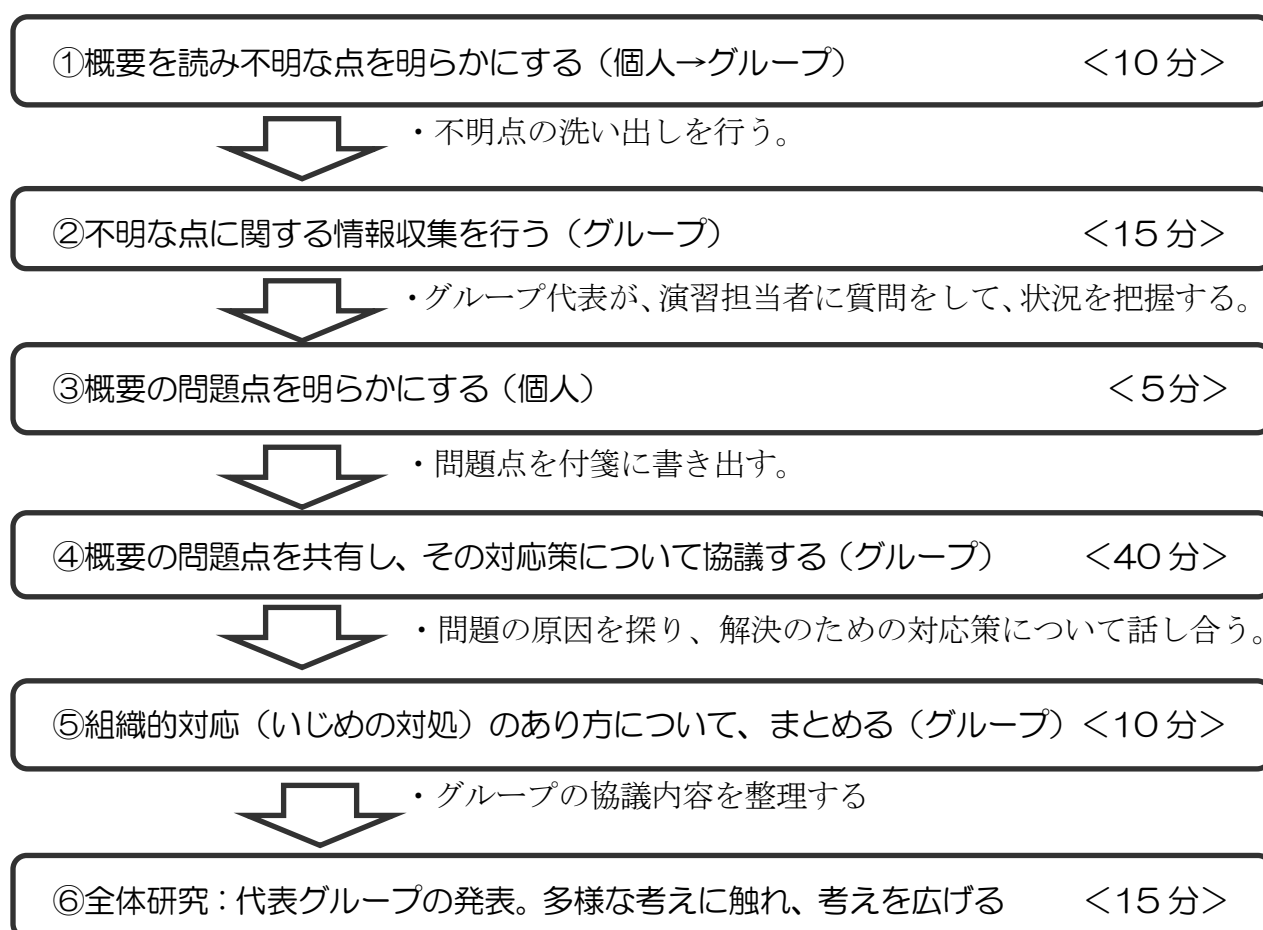 ①概要を読み不明な点を明らかにする（個人→グループ） ＜10分＞
・不明点の洗い出しを行う。
②不明な点に関する情報収集を行う（グループ） ＜15分＞
・グループ代表が、演習担当者に質問をして、状況を把握する。
③概要の問題点を明らかにする（個人） ＜5分＞
・問題点を付箋に書き出す。
④概要の問題点を共有し、その対応策について協議する（グループ） ＜40分＞
・問題の原因を探り、解決のための対応策について話し合う。
⑤組織的対応（いじめの対処）のあり方について、まとめる（グループ）＜10分＞
・グループの協議内容を整理する
⑥全体研究：代表グループの発表。多様な考えに触れ、考えを広げる ＜15分＞